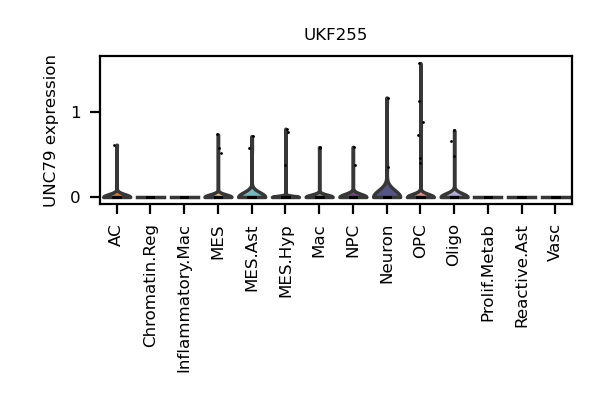 UKF255
UNC79 expression
1
0
AC
Chromatin.Reg
Inflammatory.Mac
MES
MES.Ast
MES.Hyp
Mac
NPC
Neuron
OPC
Oligo
Prolif.Metab
Reactive.Ast
Vasc